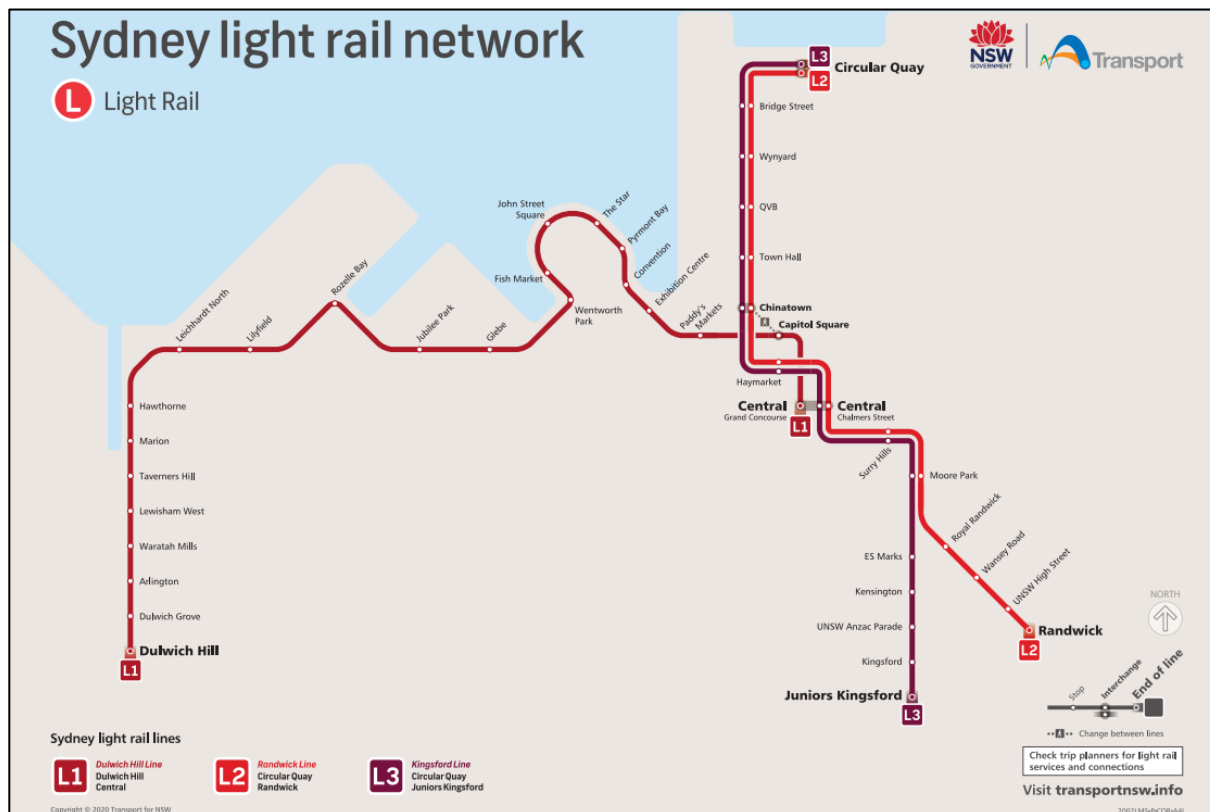 Sydney light rail network
L Light Rail
NSW
GOVERNMENT
Transport
L3
Circular Quay
L2
Bridge Street
Wynyard
QVB
Town Hall
Chinatown
Capitol Square
Haymarket
Central
Grand Concourse
L1
Central
Chalmers Street
Surry Hills
Moore Park
Royal Randwick
Wansey Road
UNSW High Street
Randwick
L2
ES Marks
Kensington
UNSW Anzac Parade
Kingsford
Juniors Kingsford
L3
John Street
Square
The Star
Pyrmont Bay
Convention
Exhibition Centre
Paddy's
Markets
Fish Market
Wentworth
Park
Glebe
Jubilee Park
Rozelle Bay
Lilyfield
Leichhardt North
Hawthorne
Marion
Taverners Hill
Lewisham West
Waratah Mills
Arlington
Dulwich Grove
Dulwich Hill
L1
NORTH
Stop
Interchange
End of line
Change between lines
Check trip planners for light rail
services and connections
Visit transportnsw.info
Sydney light rail lines
L1
Dulwich Hill Line
Dulwich Hill
Central
L2
Randwick Line
Circular Quay
Randwick
L3
Kingsford Line
Circular Quay
Juniors Kingsford
Copyright © 2020 Transport for NSW